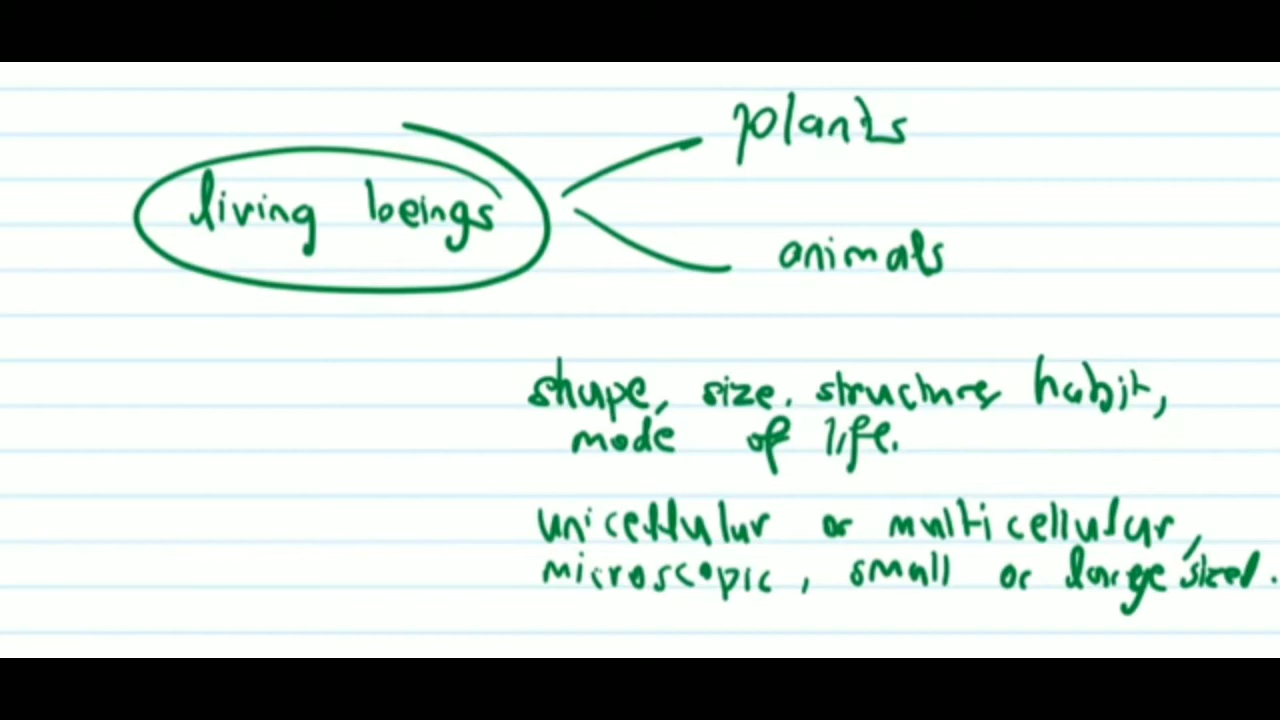 plants
living beings
animals
shape, size, structure, habit,
mode of life.
unicellular or multicellular,
microscopic, small or large sized.